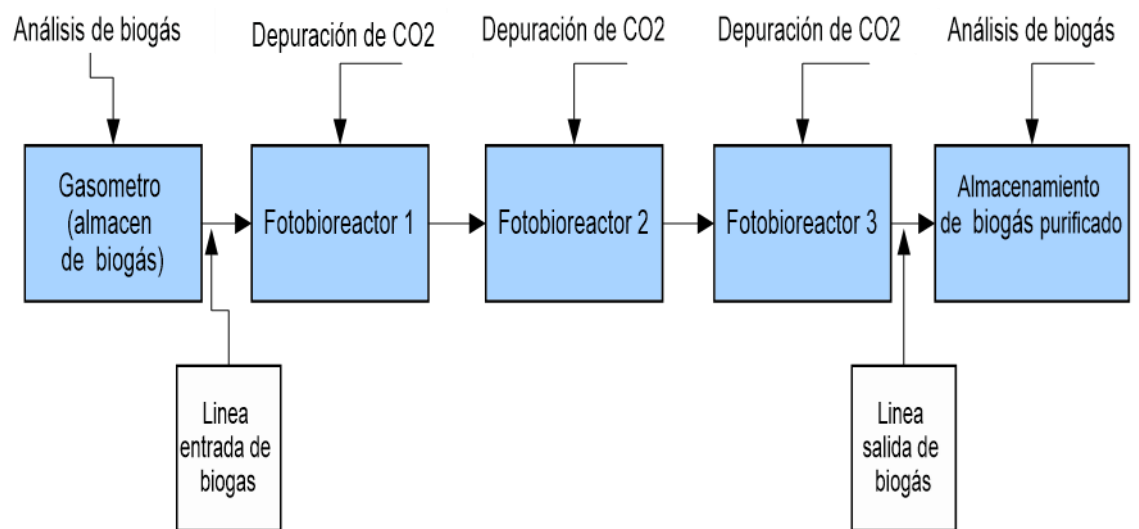 Análisis de biogás
Depuración de CO2
Depuración de CO2
Depuración de CO2
Análisis de biogás
Gasometro
(almacen
de biogás)
Fotobioreactor 1
Fotobioreactor 2
Fotobioreactor 3
Almacenamiento
de biogás purificado
Linea
entrada de
biogas
Linea
salida de
biogás